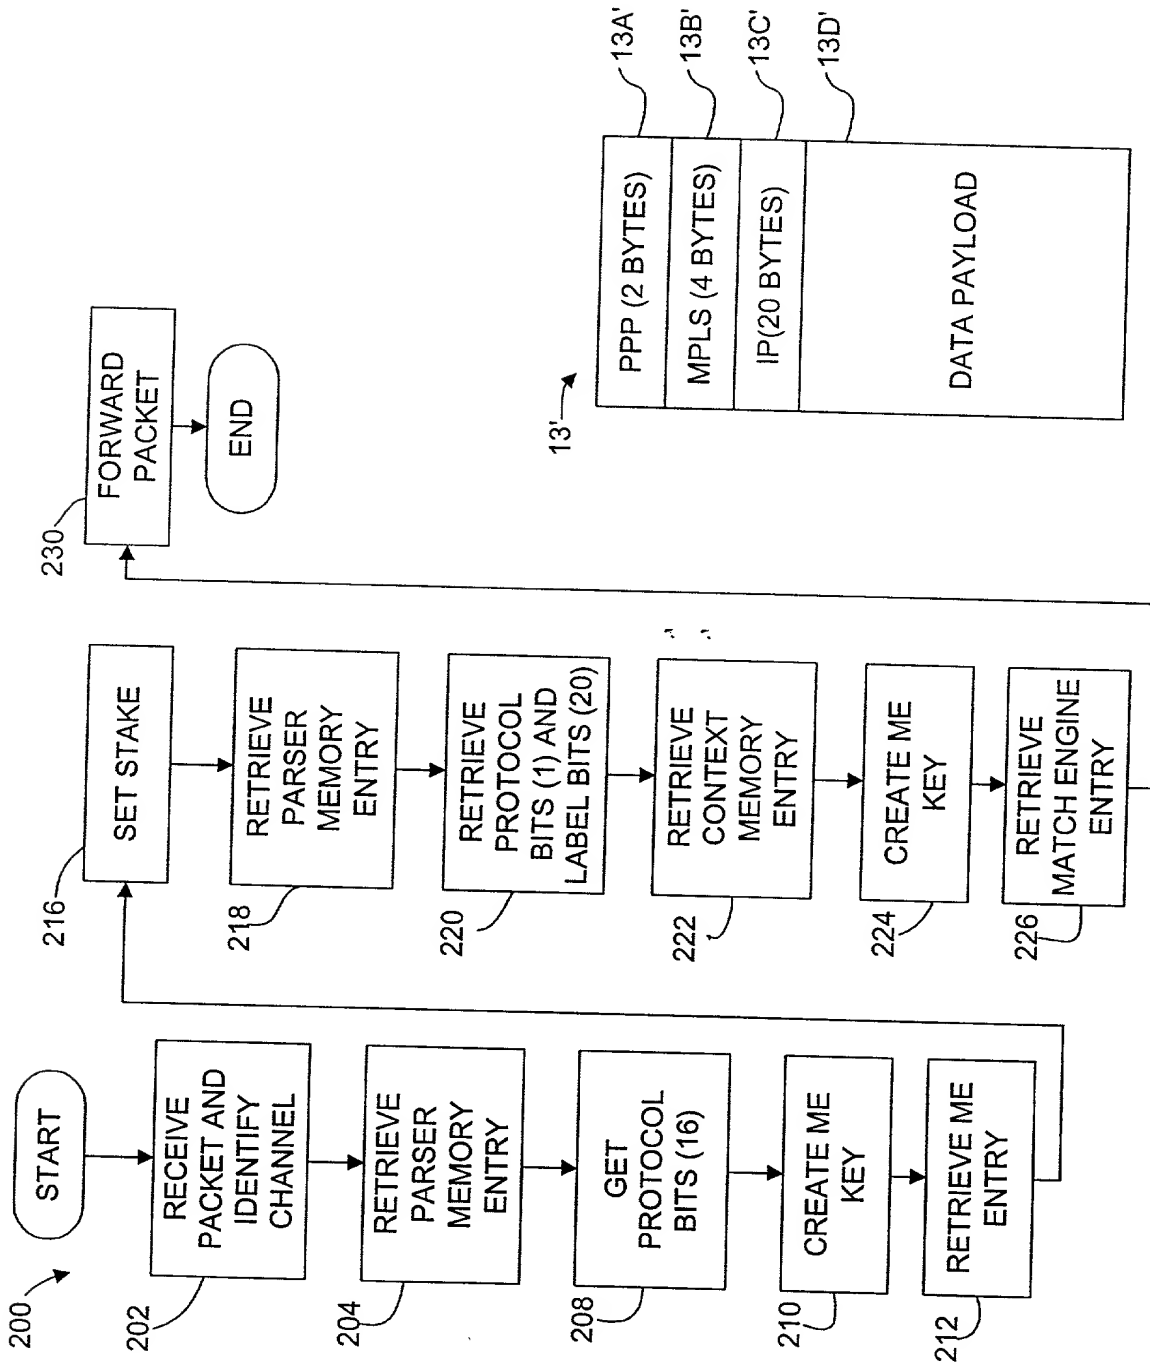 200
START
202
RECEIVE
PACKET AND
IDENTIFY
CHANNEL
204
RETRIEVE
PARSER
MEMORY
ENTRY
208
GET
PROTOCOL
BITS (16)
210
CREATE ME
KEY
212
RETRIEVE ME
ENTRY
216
SET STAKE
218
RETRIEVE
PARSER
MEMORY
ENTRY
220
RETRIEVE
PROTOCOL
BITS (1) AND
LABEL BITS (20)
222
RETRIEVE
CONTEXT
MEMORY
ENTRY
224
CREATE ME
KEY
226
RETRIEVE
MATCH ENGINE
ENTRY
230
FORWARD
PACKET
END
13'
PPP (2 BYTES)
13A'
MPLS (4 BYTES)
13B'
IP(20 BYTES)
13C'
DATA PAYLOAD
13D'